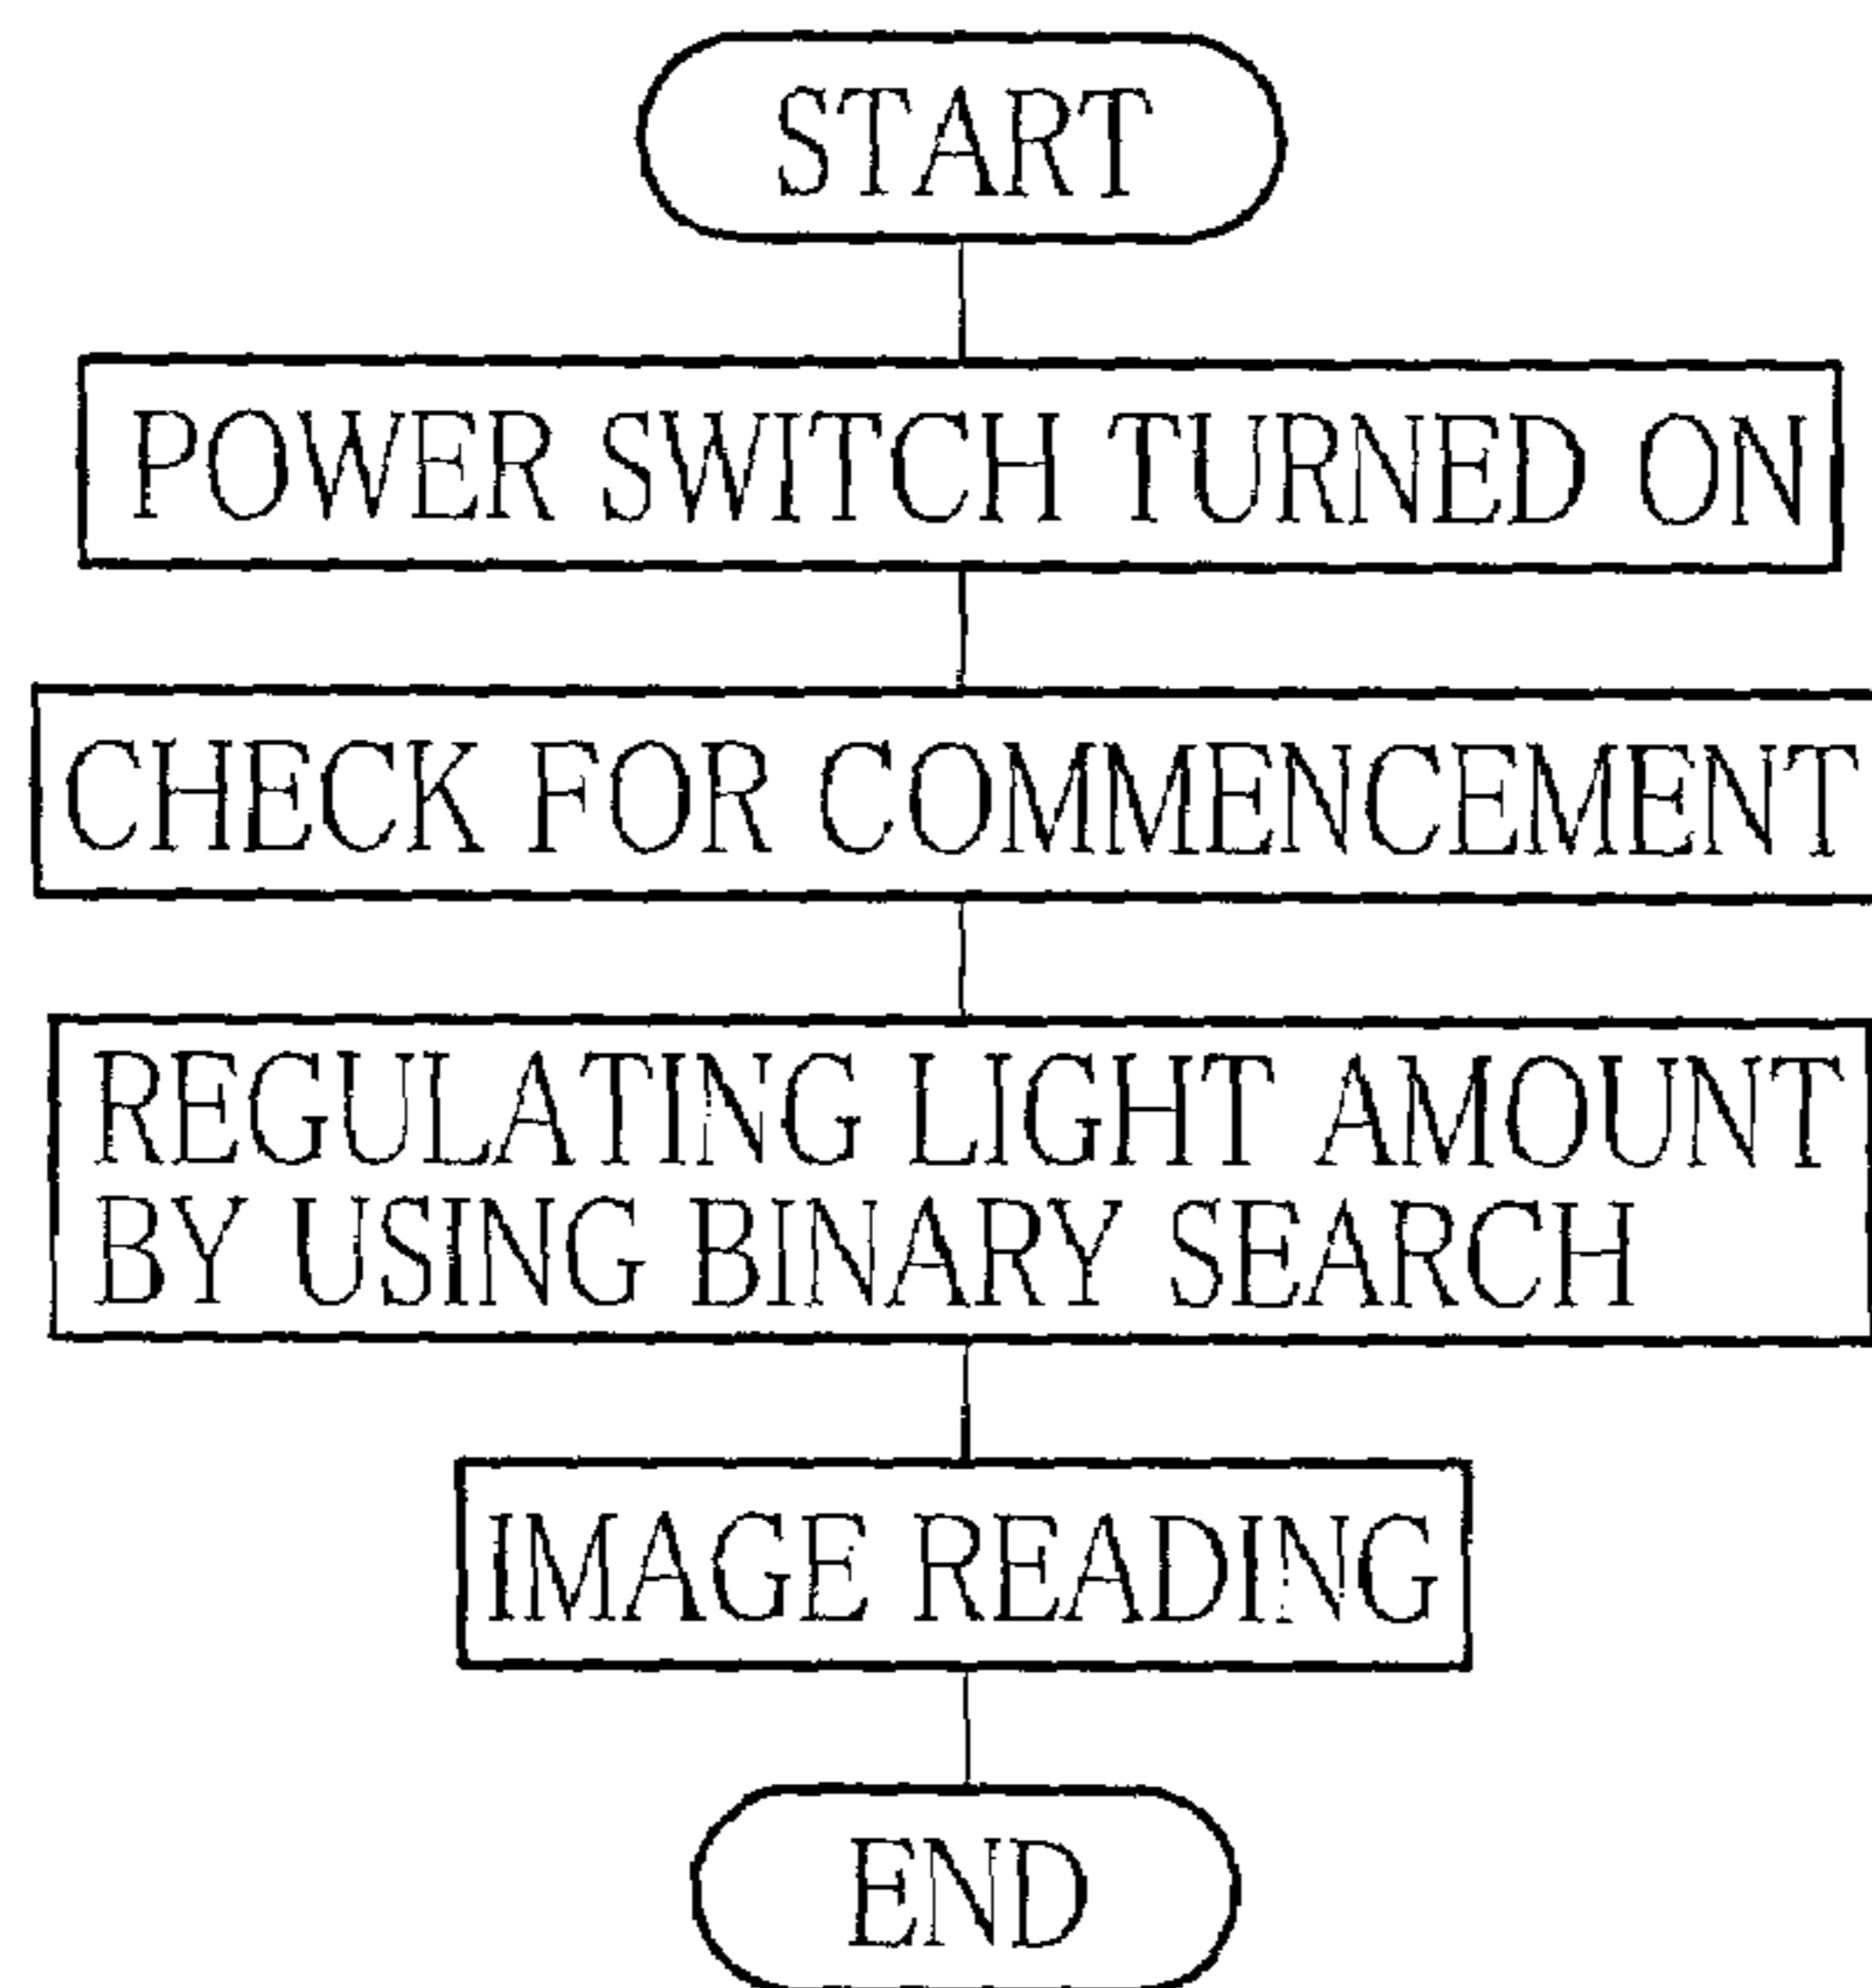 START
POWER SWITCH TURNED ON
CHECK FOR COMMENCEMENT
REGULATING LIGHT AMOUNT
BY USING BINARY SEARCH
IMAGE READING
END